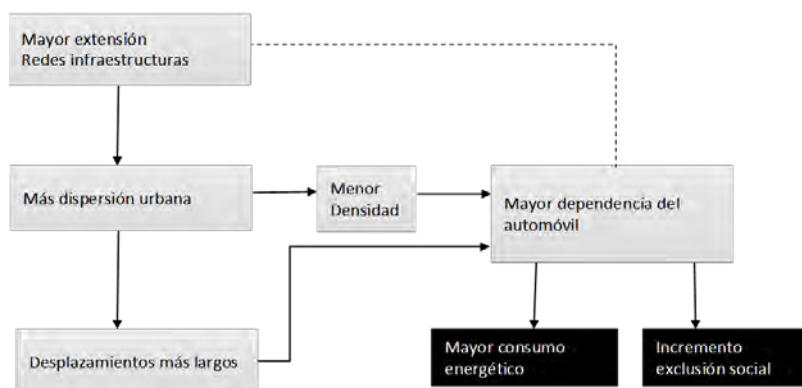 Mayor extensión
Redes infraestructuras
Más dispersión urbana
Menor
Densidad
Mayor dependencia del
automóvil
Desplazamientos más largos
Mayor consumo
energético
Incremento
exclusión social